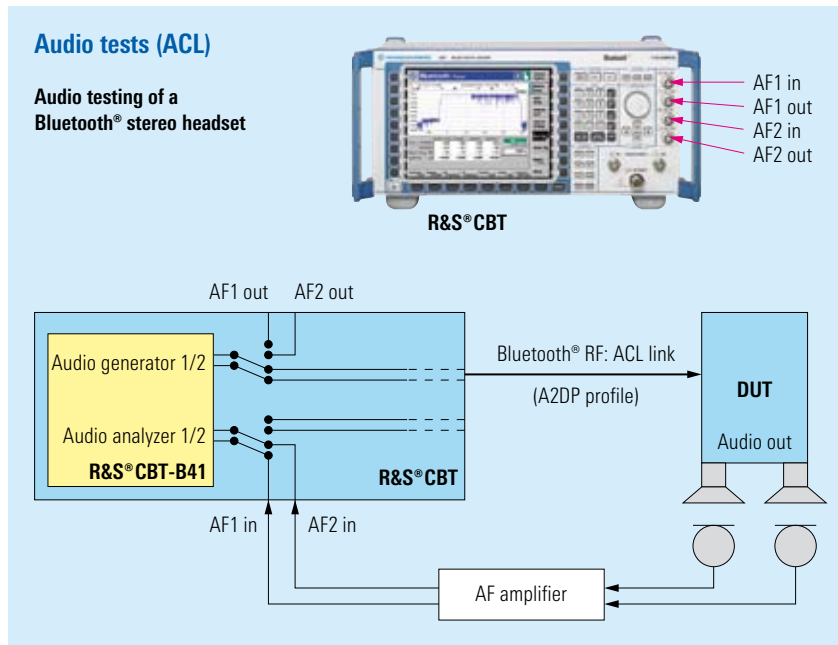 Audio tests (ACL)
Audio testing of a
Bluetooth® stereo headset
AF1 in
AF1 out
AF2 in
AF2 out
R&S®CBT
AF1 out
AF2 out
Audio generator 1/2
Audio analyzer 1/2
R&S®CBT-B41
R&S®CBT
Bluetooth® RF: ACL link
(A2DP profile)
DUT
Audio out
AF1 in
AF2 in
AF amplifier